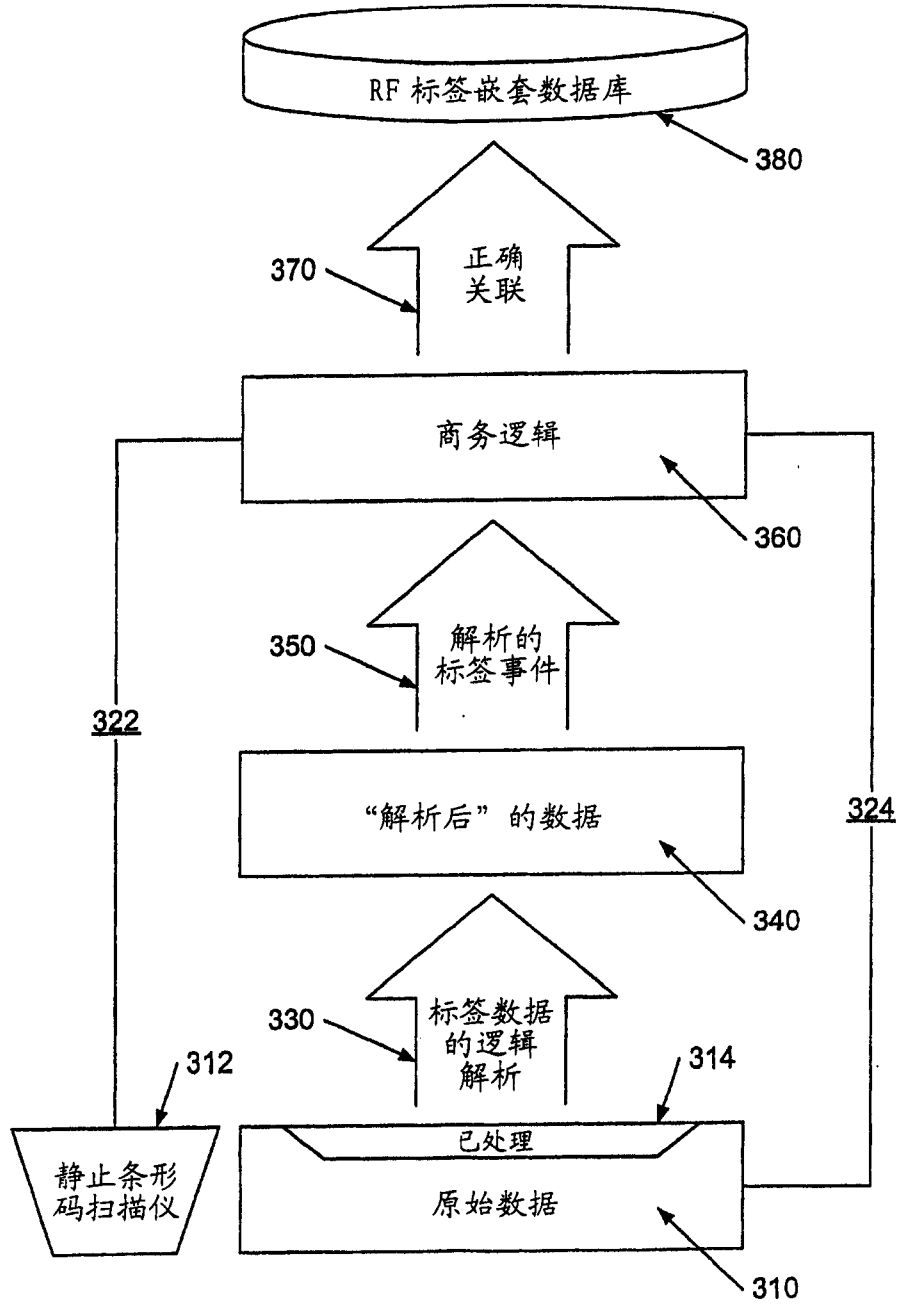 RF 标签嵌套数据库
380
正确
关联
370
商务逻辑
360
解析的
标签事件
350
322
“解析后”的数据
324
340
标签数据
的逻辑
解析
330
312
314
已处理
静止条形
码扫描仪
原始数据
310